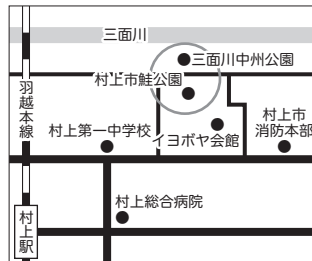 三面川
三面川中州公園
村上市鮭公園
羽越本線
村上第一中学校
イヨボヤ会館
村上市
消防本部
村上総合病院
村上駅